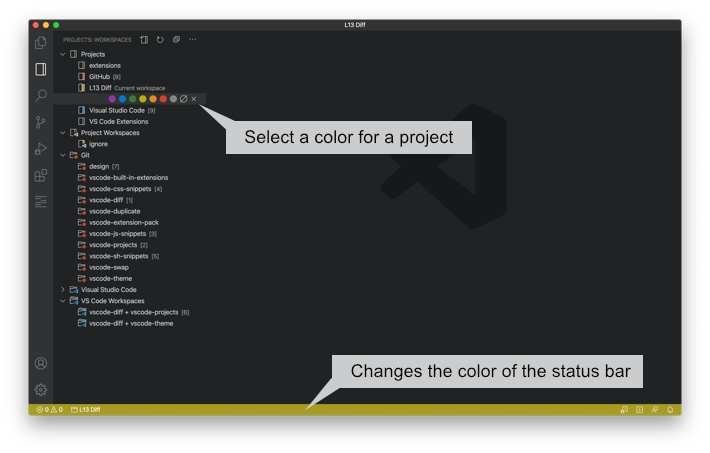 L13 Diff
PROJECTS: WORKSPACES
Projects
extensions
GitHub [8]
L13 Diff Current workspace
Visual Studio Code [9]
VS Code Extensions
Project Workspaces
ignore
Git
design [7]
vscode-built-in-extensions
vscode-css-snippets [4]
vscode-diff [1]
vscode-duplicate
vscode-extension-pack
vscode-js-snippets [3]
vscode-projects [2]
vscode-sh-snippets [5]
vscode-swap
vscode-theme
Visual Studio Code
VS Code Workspaces
vscode-diff + vscode-projects [6]
vscode-diff + vscode-theme
Select a color for a project
Changes the color of the status bar
0 0 L13 Diff